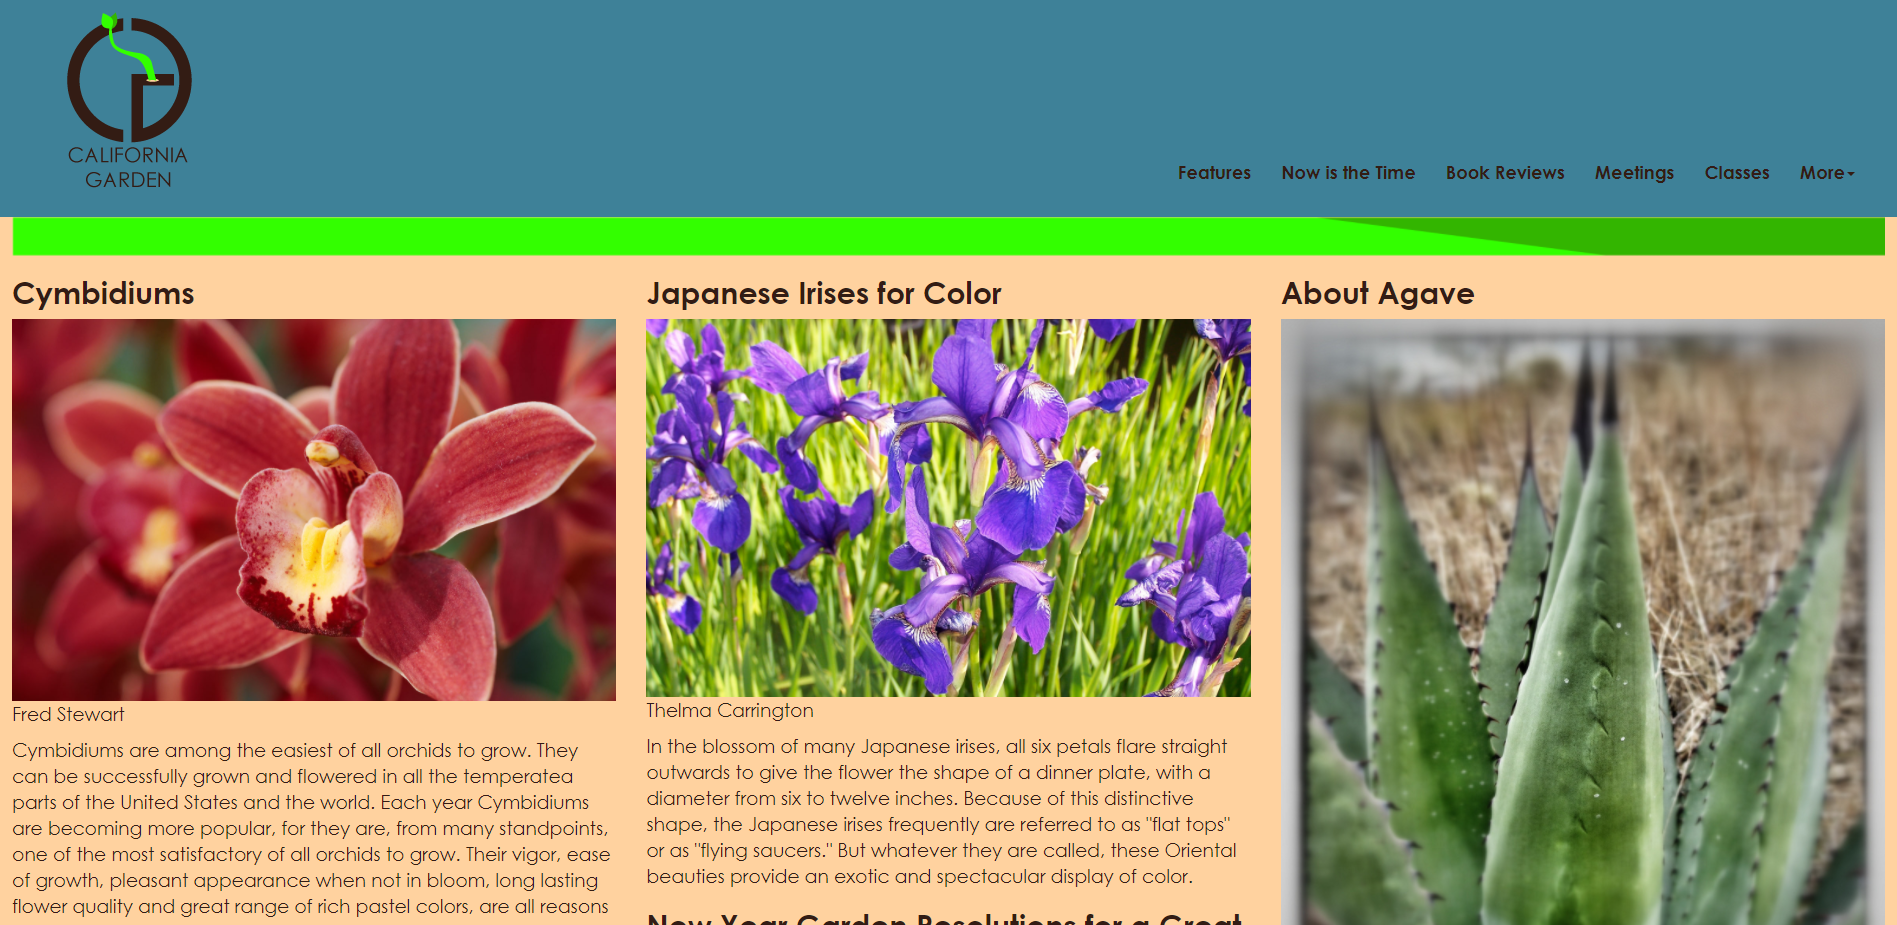 CALIFORNIA
GARDEN
Features Now is the Time Book Reviews Meetings Classes More
Cymbidiums
Fred Stewart
Cymbidiums are among the easiest of all orchids to grow. They
can be successfully grown and flowered in all the temperatea
parts of the United States and the world. Each year Cymbidiums
are becoming more popular, for they are, from many standpoints,
one of the most satisfactory of all orchids to grow. Their vigor, ease
of growth, pleasant appearance when not in bloom, long lasting
flower quality and great range of rich pastel colors, are all reasons
Japanese Irises for Color
Thelma Carrington
In the blossom of many Japanese irises, all six petals flare straight
outwards to give the flower the shape of a dinner plate, with a
diameter from six to twelve inches. Because of this distinctive
shape, the Japanese irises frequently are referred to as "flat tops"
or as "flying saucers." But whatever they are called, these Oriental
beauties provide an exotic and spectacular display of color.
New Year Garden Resolutions for a Great
About Agave